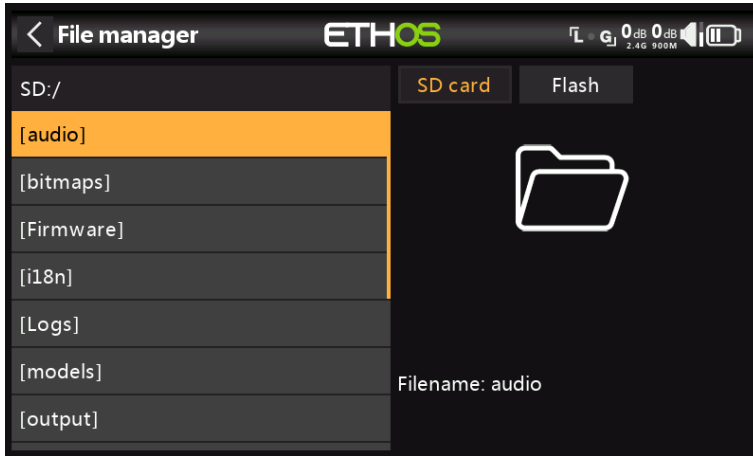 File manager
ETHOS
L G 0dB 0dB
2.4G 900M
SD:/
SD card Flash
[audio]
[bitmaps]
[Firmware]
[i18n]
[Logs]
[models]
Filename: audio
[output]